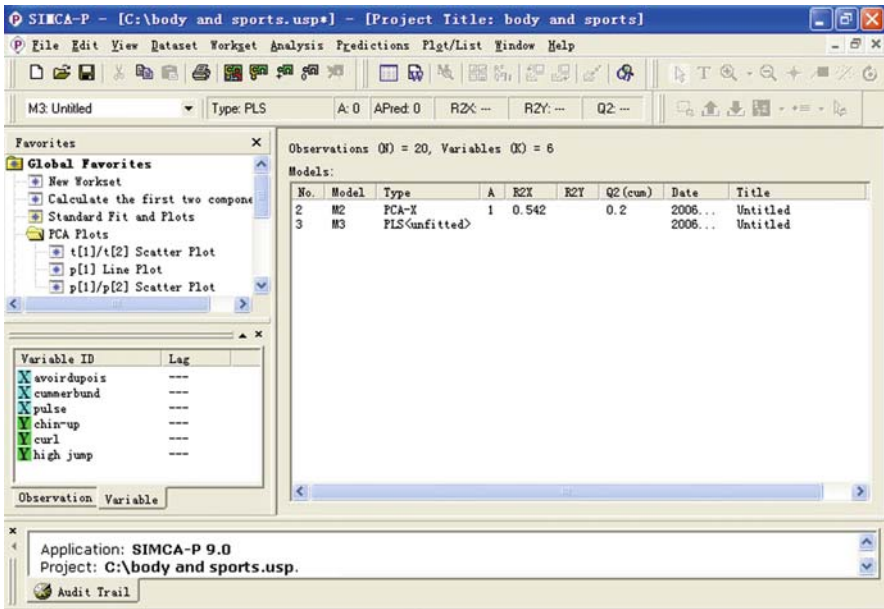 SIMCA-P - [C:\body and sports.usp*] - [Project Title: body and sports]
File Edit View Dataset Workset Analysis Predictions Plot/List Window Help
M3: Untitled Type: PLS A: 0 APred: 0 R2X: --- R2Y: --- Q2: ---
Favorites
Global Favorites
New Workset
Calculate the first two compone
Standard Fit and Plots
PCA Plots
t[1]/t[2] Scatter Plot
p[1] Line Plot
p[1]/p[2] Scatter Plot
Variable ID Lag
X avoirdupois ---
X cummerbund ---
X pulse ---
Y chin-up ---
Y curl ---
Y high jump ---
Observation Variable
Observations (N) = 20, Variables (K) = 6
Models:
No. Model Type A R2X R2Y Q2(cum) Date Title
2 M2 PCA-X 1 0.542 0.2 2006... Untitled
3 M3 PLS<unfitted> 2006... Untitled
Application: SIMCA-P 9.0
Project: C:\body and sports.usp.
Audit Trail